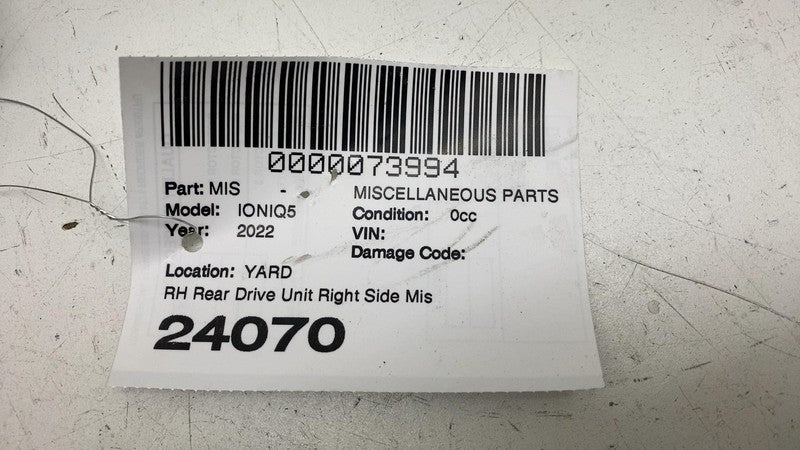 0000073994
Part: MIS - MISCELLANEOUS PARTS
Model: IONIQ5 Condition: 0cc
Year: 2022 VIN:
Damage Code:
Location: YARD
RH Rear Drive Unit Right Side Mis
24070